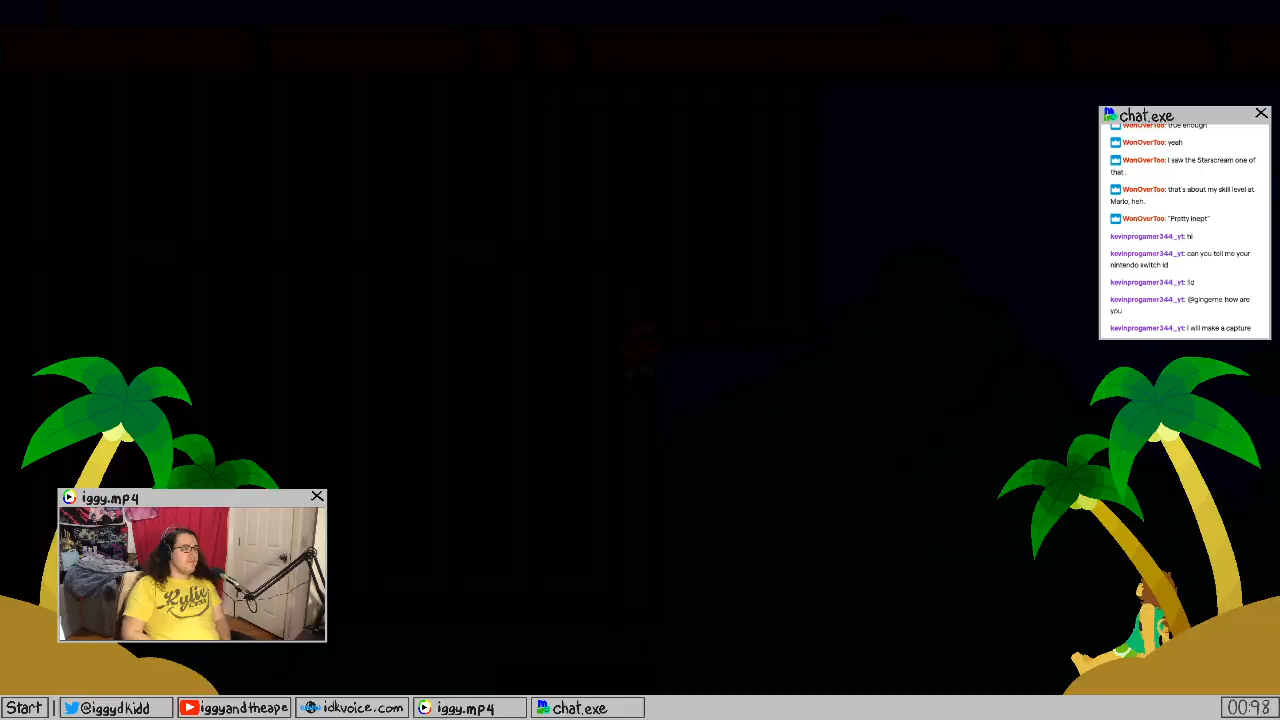 chat.exe
WonOverToo: true enough
WonOverToo: yeah
WonOverToo: I saw the Starscream one of
that .
WonOverToo: that's about my skill level at
Mario, heh.
WonOverToo: "Pretty inept"
kevinprogamer344_yt: hi
kevinprogamer344_yt: can you tell me your
nintendo switch id
kevinprogamer344_yt:
kevinprogamer344_yt: @gingerne how are
you
kevinprogamer344_yt: I will make a capture
iggy.mp4
Kylie
Start
@iggydkidd
iggyandtheape
idkvoice.com
iggy.mp4
chat.exe
00:98